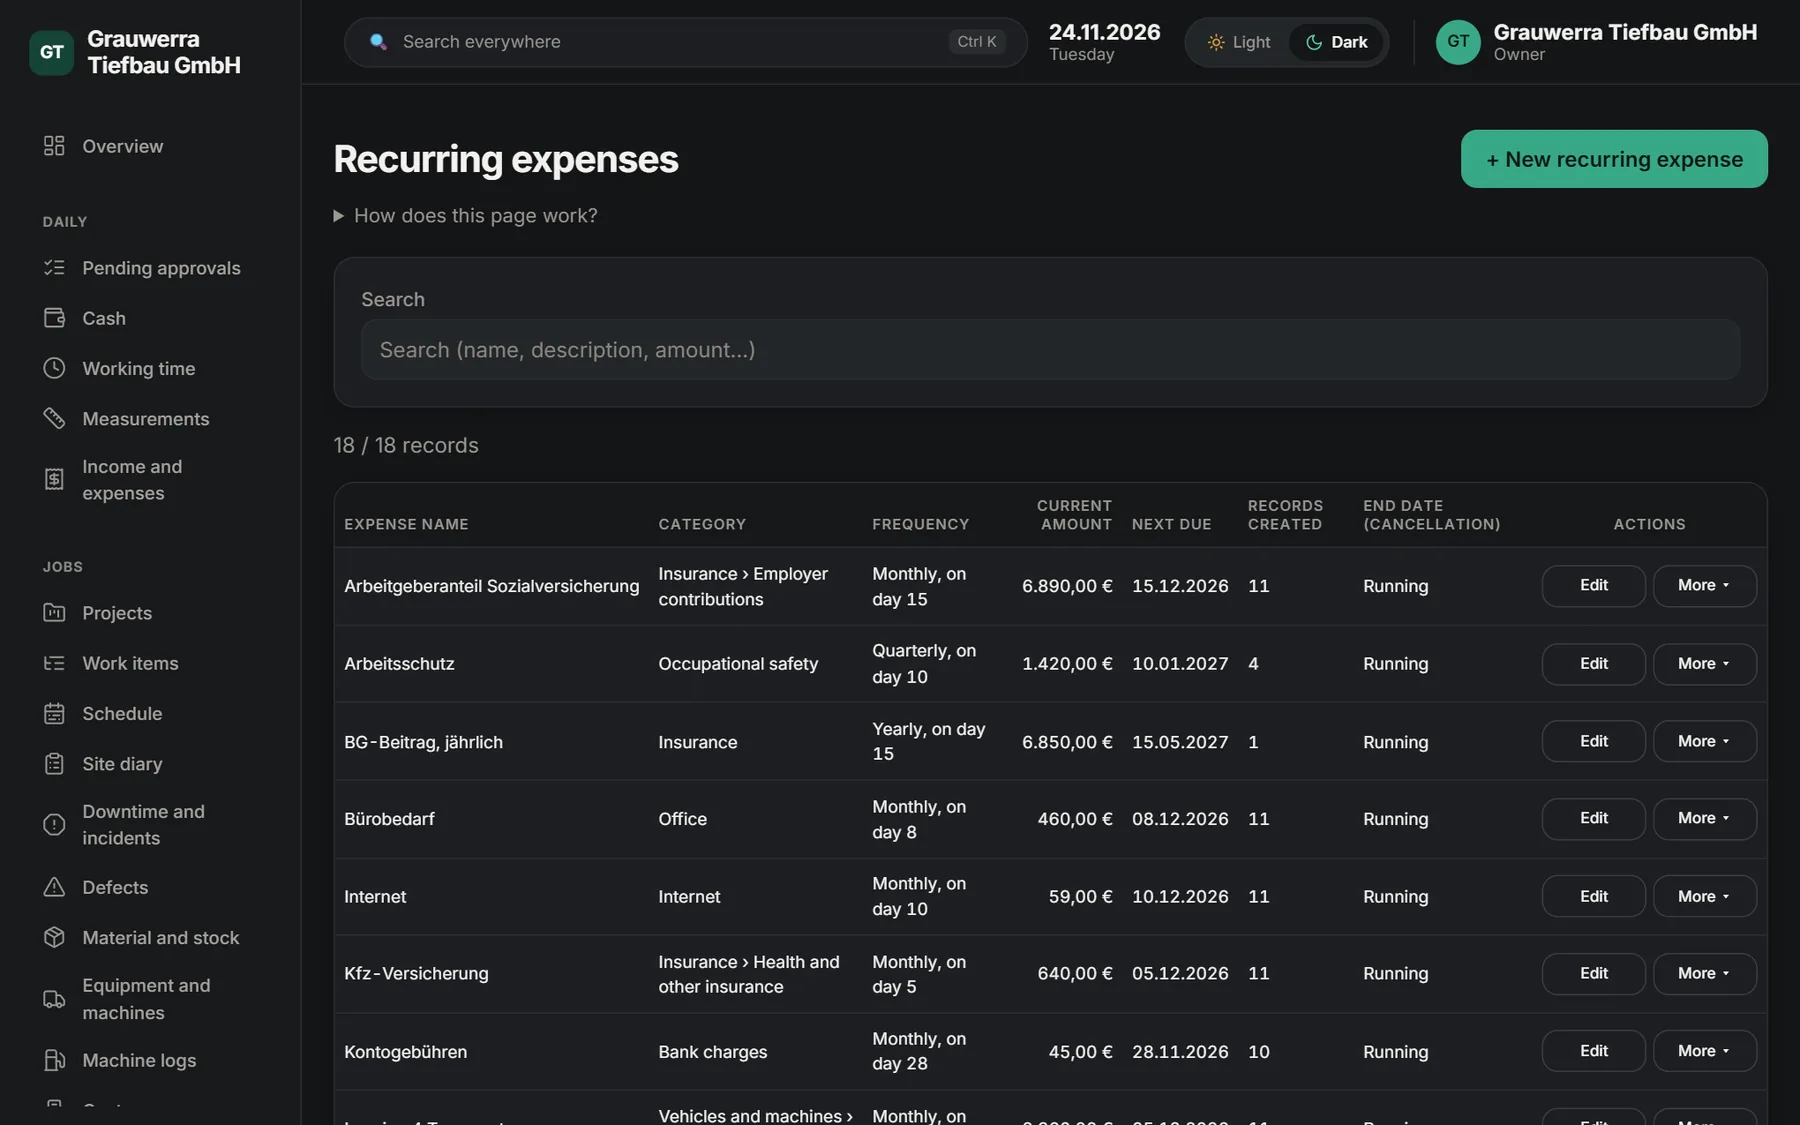 GT
Grauwerra
Tiefbau GmbH
Search everywhere
Ctrl K
24.11.2026
Tuesday
Light
Dark
GT
Grauwerra Tiefbau GmbH
Owner
Overview
DAILY
Pending approvals
Cash
Working time
Measurements
Income and
expenses
JOBS
Projects
Work items
Schedule
Site diary
Downtime and
incidents
Defects
Material and stock
Equipment and
machines
Machine logs
Recurring expenses
+ New recurring expense
▶ How does this page work?
Search
Search (name, description, amount...)
18 / 18 records
EXPENSE NAME
CATEGORY
FREQUENCY
CURRENT
AMOUNT
NEXT DUE
RECORDS
CREATED
END DATE
(CANCELLATION)
ACTIONS
Arbeitgeberanteil Sozialversicherung
Insurance › Employer
contributions
Monthly, on
day 15
6.890,00 €
15.12.2026
11
Running
Edit
More
Arbeitsschutz
Occupational safety
Quarterly, on
day 10
1.420,00 €
10.01.2027
4
Running
Edit
More
BG-Beitrag, jährlich
Insurance
Yearly, on day
15
6.850,00 €
15.05.2027
1
Running
Edit
More
Bürobedarf
Office
Monthly, on
day 8
460,00 €
08.12.2026
11
Running
Edit
More
Internet
Internet
Monthly, on
day 10
59,00 €
10.12.2026
11
Running
Edit
More
Kfz-Versicherung
Insurance › Health and
other insurance
Monthly, on
day 5
640,00 €
05.12.2026
11
Running
Edit
More
Kontogebühren
Bank charges
Monthly, on
day 28
45,00 €
28.11.2026
10
Running
Edit
More
Vehicles and machines ›
Monthly, on